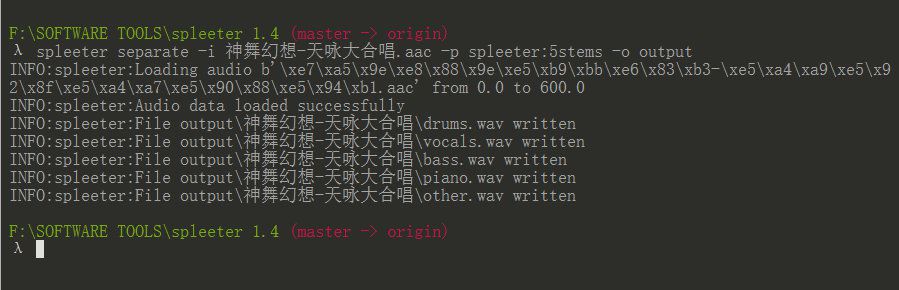 F:\SOFTWARE TOOLS\spleeter 1.4 (master -> origin)
λ spleeter separate -i 神舞幻想-天咏大合唱.aac -p spleeter:5stems -o output
INFO:spleeter:Loading audio b'\xe7\xa5\x9e\xe8\x88\x9e\xe5\xb9\xbb\xe6\x83\xb3-\xe5\xa4\xa9\xe5\x9
2\x8f\xe5\xa4\xa7\xe5\x90\x88\xe5\x94\xb1.aac' from 0.0 to 600.0
INFO:spleeter:Audio data loaded successfully
INFO:spleeter:File output\神舞幻想-天咏大合唱\drums.wav written
INFO:spleeter:File output\神舞幻想-天咏大合唱\vocals.wav written
INFO:spleeter:File output\神舞幻想-天咏大合唱\bass.wav written
INFO:spleeter:File output\神舞幻想-天咏大合唱\piano.wav written
INFO:spleeter:File output\神舞幻想-天咏大合唱\other.wav written
F:\SOFTWARE TOOLS\spleeter 1.4 (master -> origin)
λ